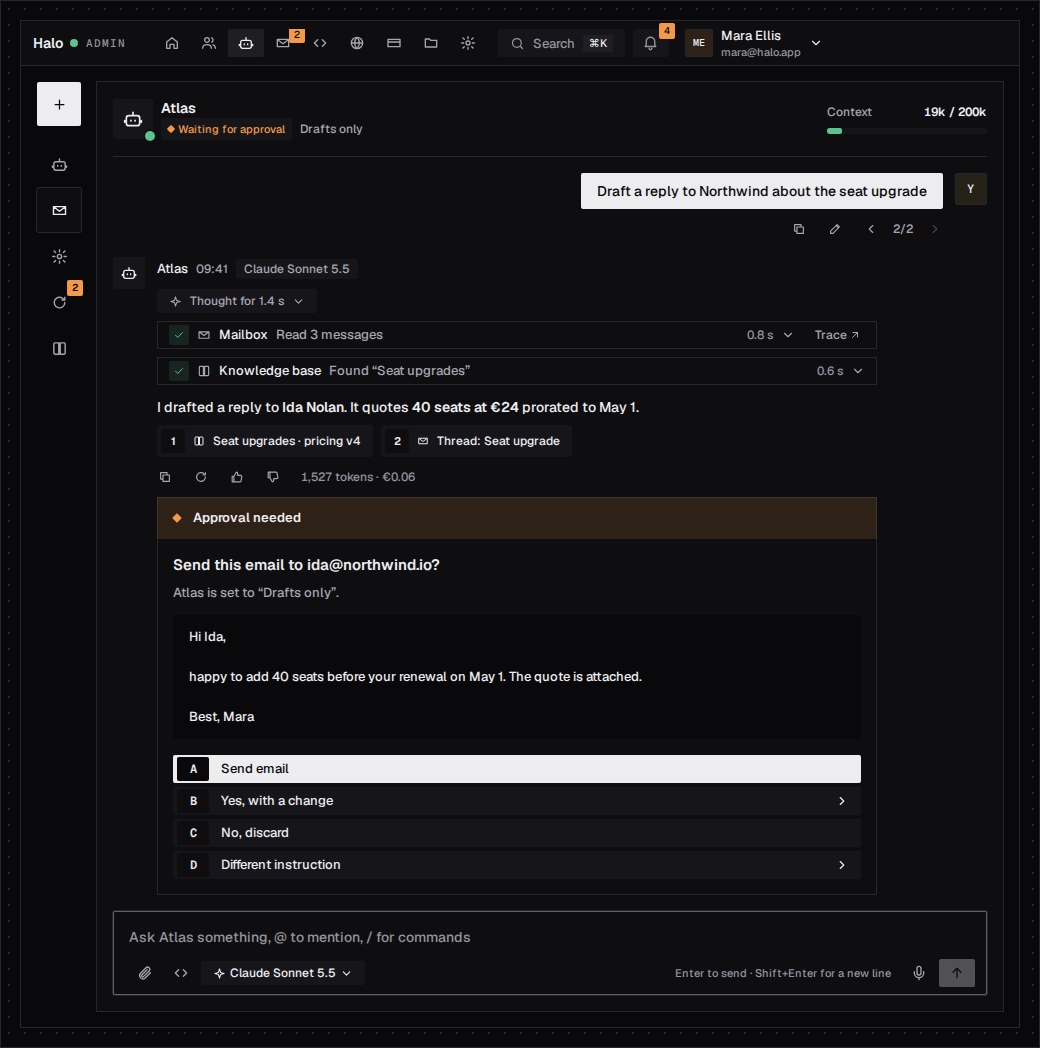 Halo ADMIN 2 Search ⌘K 4 ME Mara Ellis
mara@halo.app
Atlas
Waiting for approval Drafts only
Context 19k / 200k
Draft a reply to Northwind about the seat upgrade Y
2/2
Atlas 09:41 Claude Sonnet 5.5
2
Thought for 1.4 s
Mailbox Read 3 messages 0.8 s Trace
Knowledge base Found “Seat upgrades” 0.6 s
I drafted a reply to Ida Nolan. It quotes 40 seats at €24 prorated to May 1.
1 Seat upgrades · pricing v4 2 Thread: Seat upgrade
1,527 tokens · €0.06
Approval needed
Send this email to ida@northwind.io?
Atlas is set to “Drafts only”.
Hi Ida,
happy to add 40 seats before your renewal on May 1. The quote is attached.
Best, Mara
A Send email
B Yes, with a change
C No, discard
D Different instruction
Ask Atlas something, @ to mention, / for commands
Claude Sonnet 5.5 Enter to send · Shift+Enter for a new line